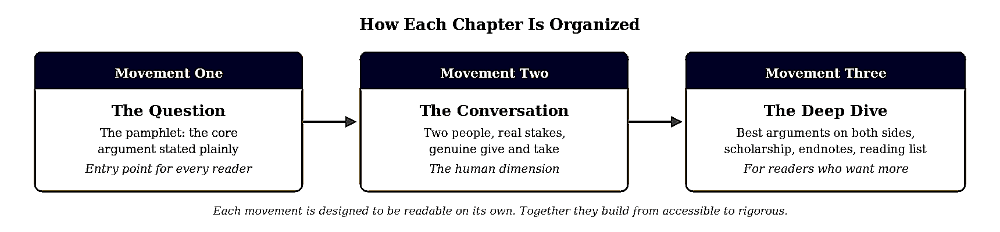 How Each Chapter Is Organized
Movement One
The Question
The pamphlet: the core
argument stated plainly
Entry point for every reader
Movement Two
The Conversation
Two people, real stakes,
genuine give and take
The human dimension
Movement Three
The Deep Dive
Best arguments on both sides,
scholarship, endnotes, reading list
For readers who want more
Each movement is designed to be readable on its own. Together they build from accessible to rigorous.